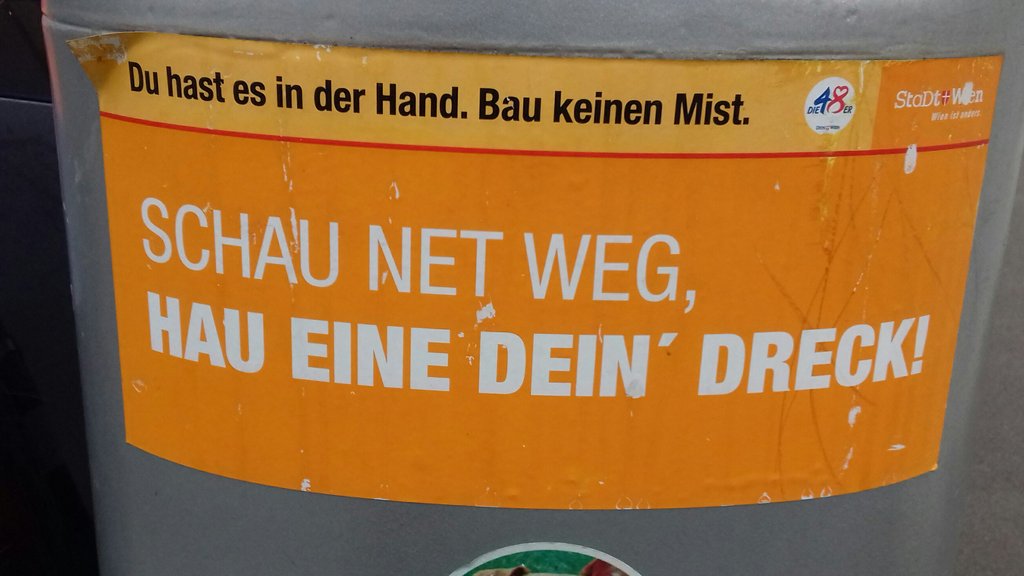 Du hast es in der Hand. Bau keinen Mist.
DIE 48ER
StaDt+Wien
Wien ist anders.
SCHAU NET WEG,
HAU EINE DEIN´ DRECK!